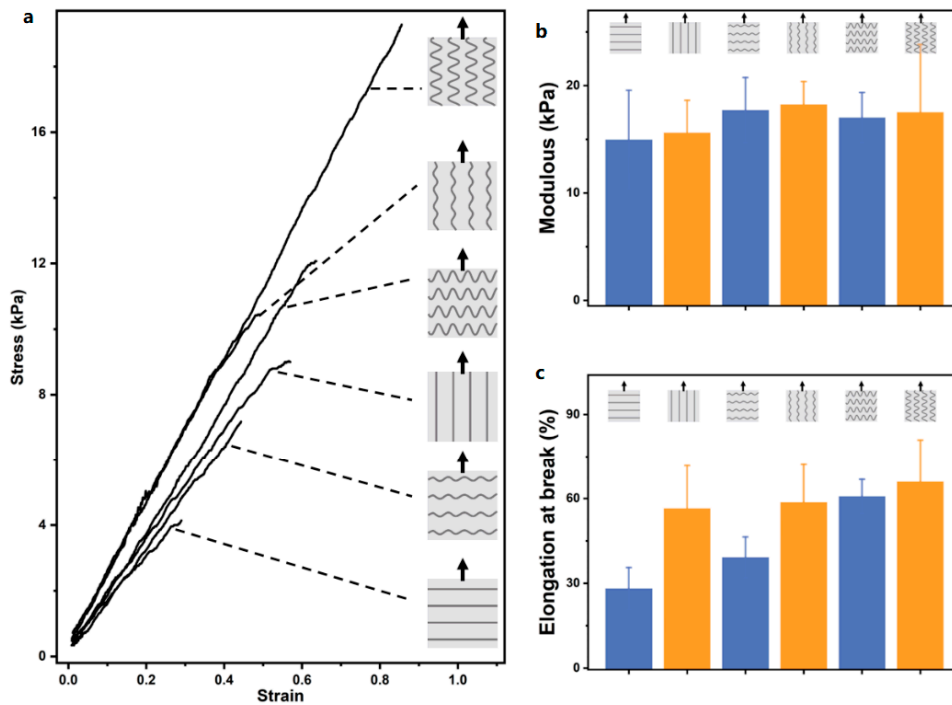 a
16
12
8
4
0
Stress (kPa)
0.0 0.2 0.4 0.6 0.8 1.0
Strain
b
20
10
0
Modulous (kPa)
c
90
60
30
0
Elongation at break (%)